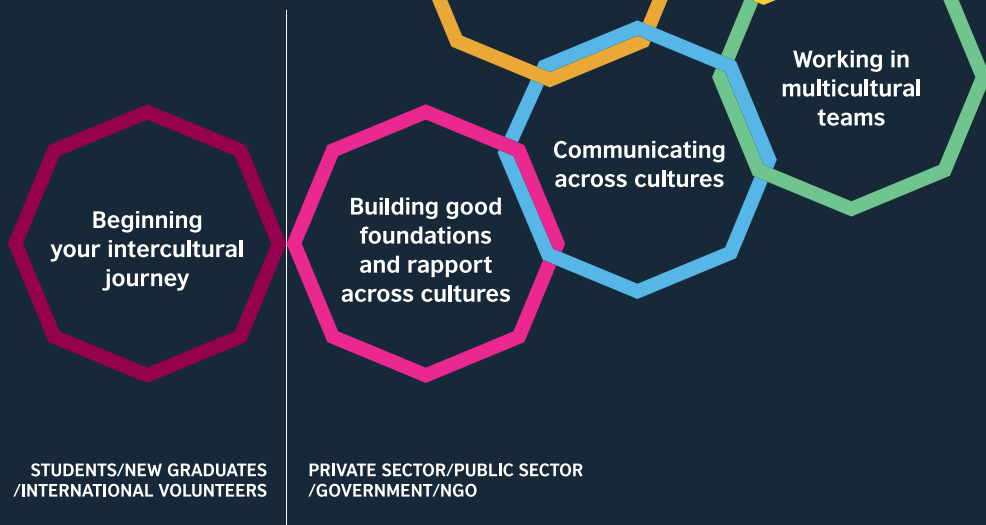 Working in
multicultural
teams
Communicating
across cultures
Building good
foundations
and rapport
across cultures
Beginning
your intercultural
journey
STUDENTS/NEW GRADUATES
/INTERNATIONAL VOLUNTEERS
PRIVATE SECTOR/PUBLIC SECTOR
/GOVERNMENT/NGO